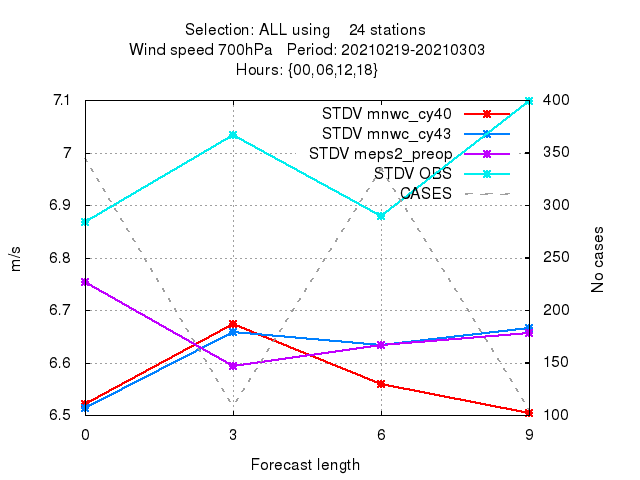 Selection: ALL using 24 stations
Wind speed 700hPa Period: 20210219-20210303
Hours: {00,06,12,18}
7.1
7
6.9
6.8
6.7
6.6
6.5
m/s
400
350
300
250
200
150
100
No cases
STDV mnwc_cy40
STDV mnwc_cy43
STDV meps2_preop
STDV OBS
CASES
0 3 6 9
Forecast length